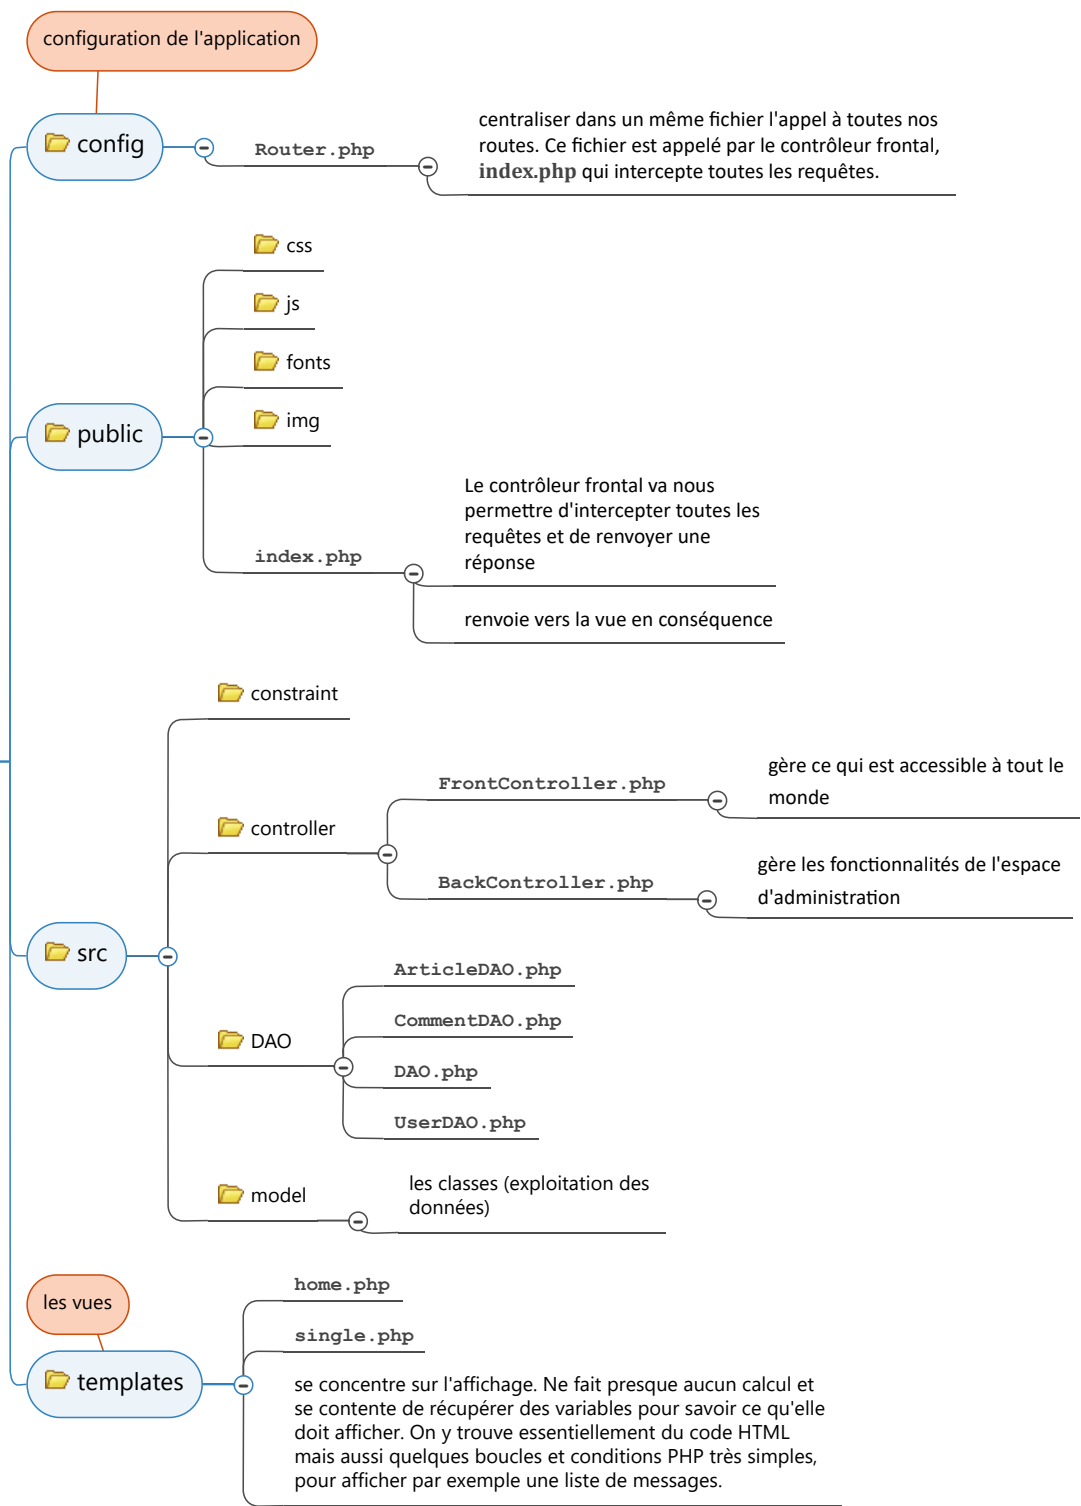 configuration de l'application
config
Router.php
centraliser dans un même fichier l'appel à toutes nos
routes. Ce fichier est appelé par le contrôleur frontal,
index.php qui intercepte toutes les requêtes.
css
js
fonts
img
public
index.php
Le contrôleur frontal va nous
permettre d'intercepter toutes les
requêtes et de renvoyer une
réponse
renvoie vers la vue en conséquence
constraint
controller
FrontController.php
gère ce qui est accessible à tout le
monde
BackController.php
gère les fonctionnalités de l'espace
d'administration
src
DAO
ArticleDAO.php
CommentDAO.php
DAO.php
UserDAO.php
model
les classes (exploitation des
données)
les vues
templates
home.php
single.php
se concentre sur l'affichage. Ne fait presque aucun calcul et
se contente de récupérer des variables pour savoir ce qu'elle
doit afficher. On y trouve essentiellement du code HTML
mais aussi quelques boucles et conditions PHP très simples,
pour afficher par exemple une liste de messages.